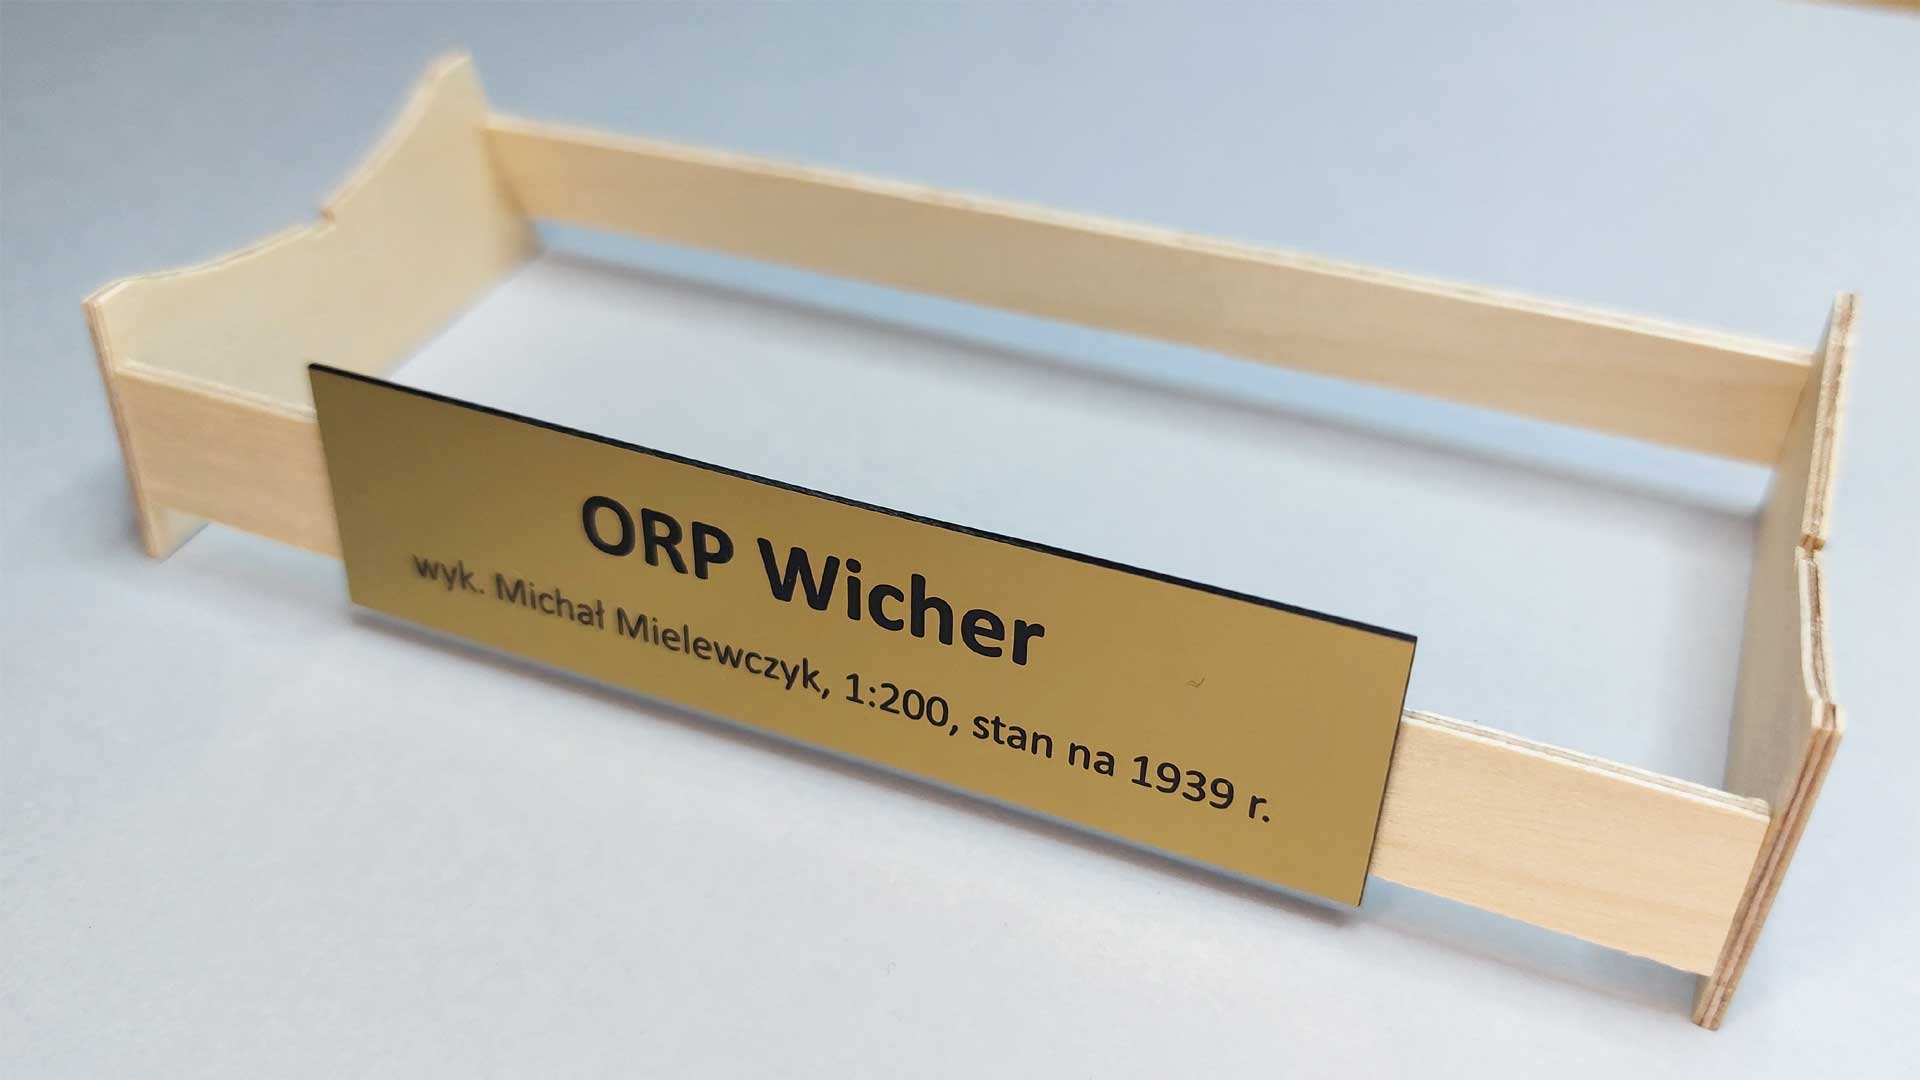 ORP Wicher
wyk. Michał Mielewczyk, 1:200, stan na 1939 r.